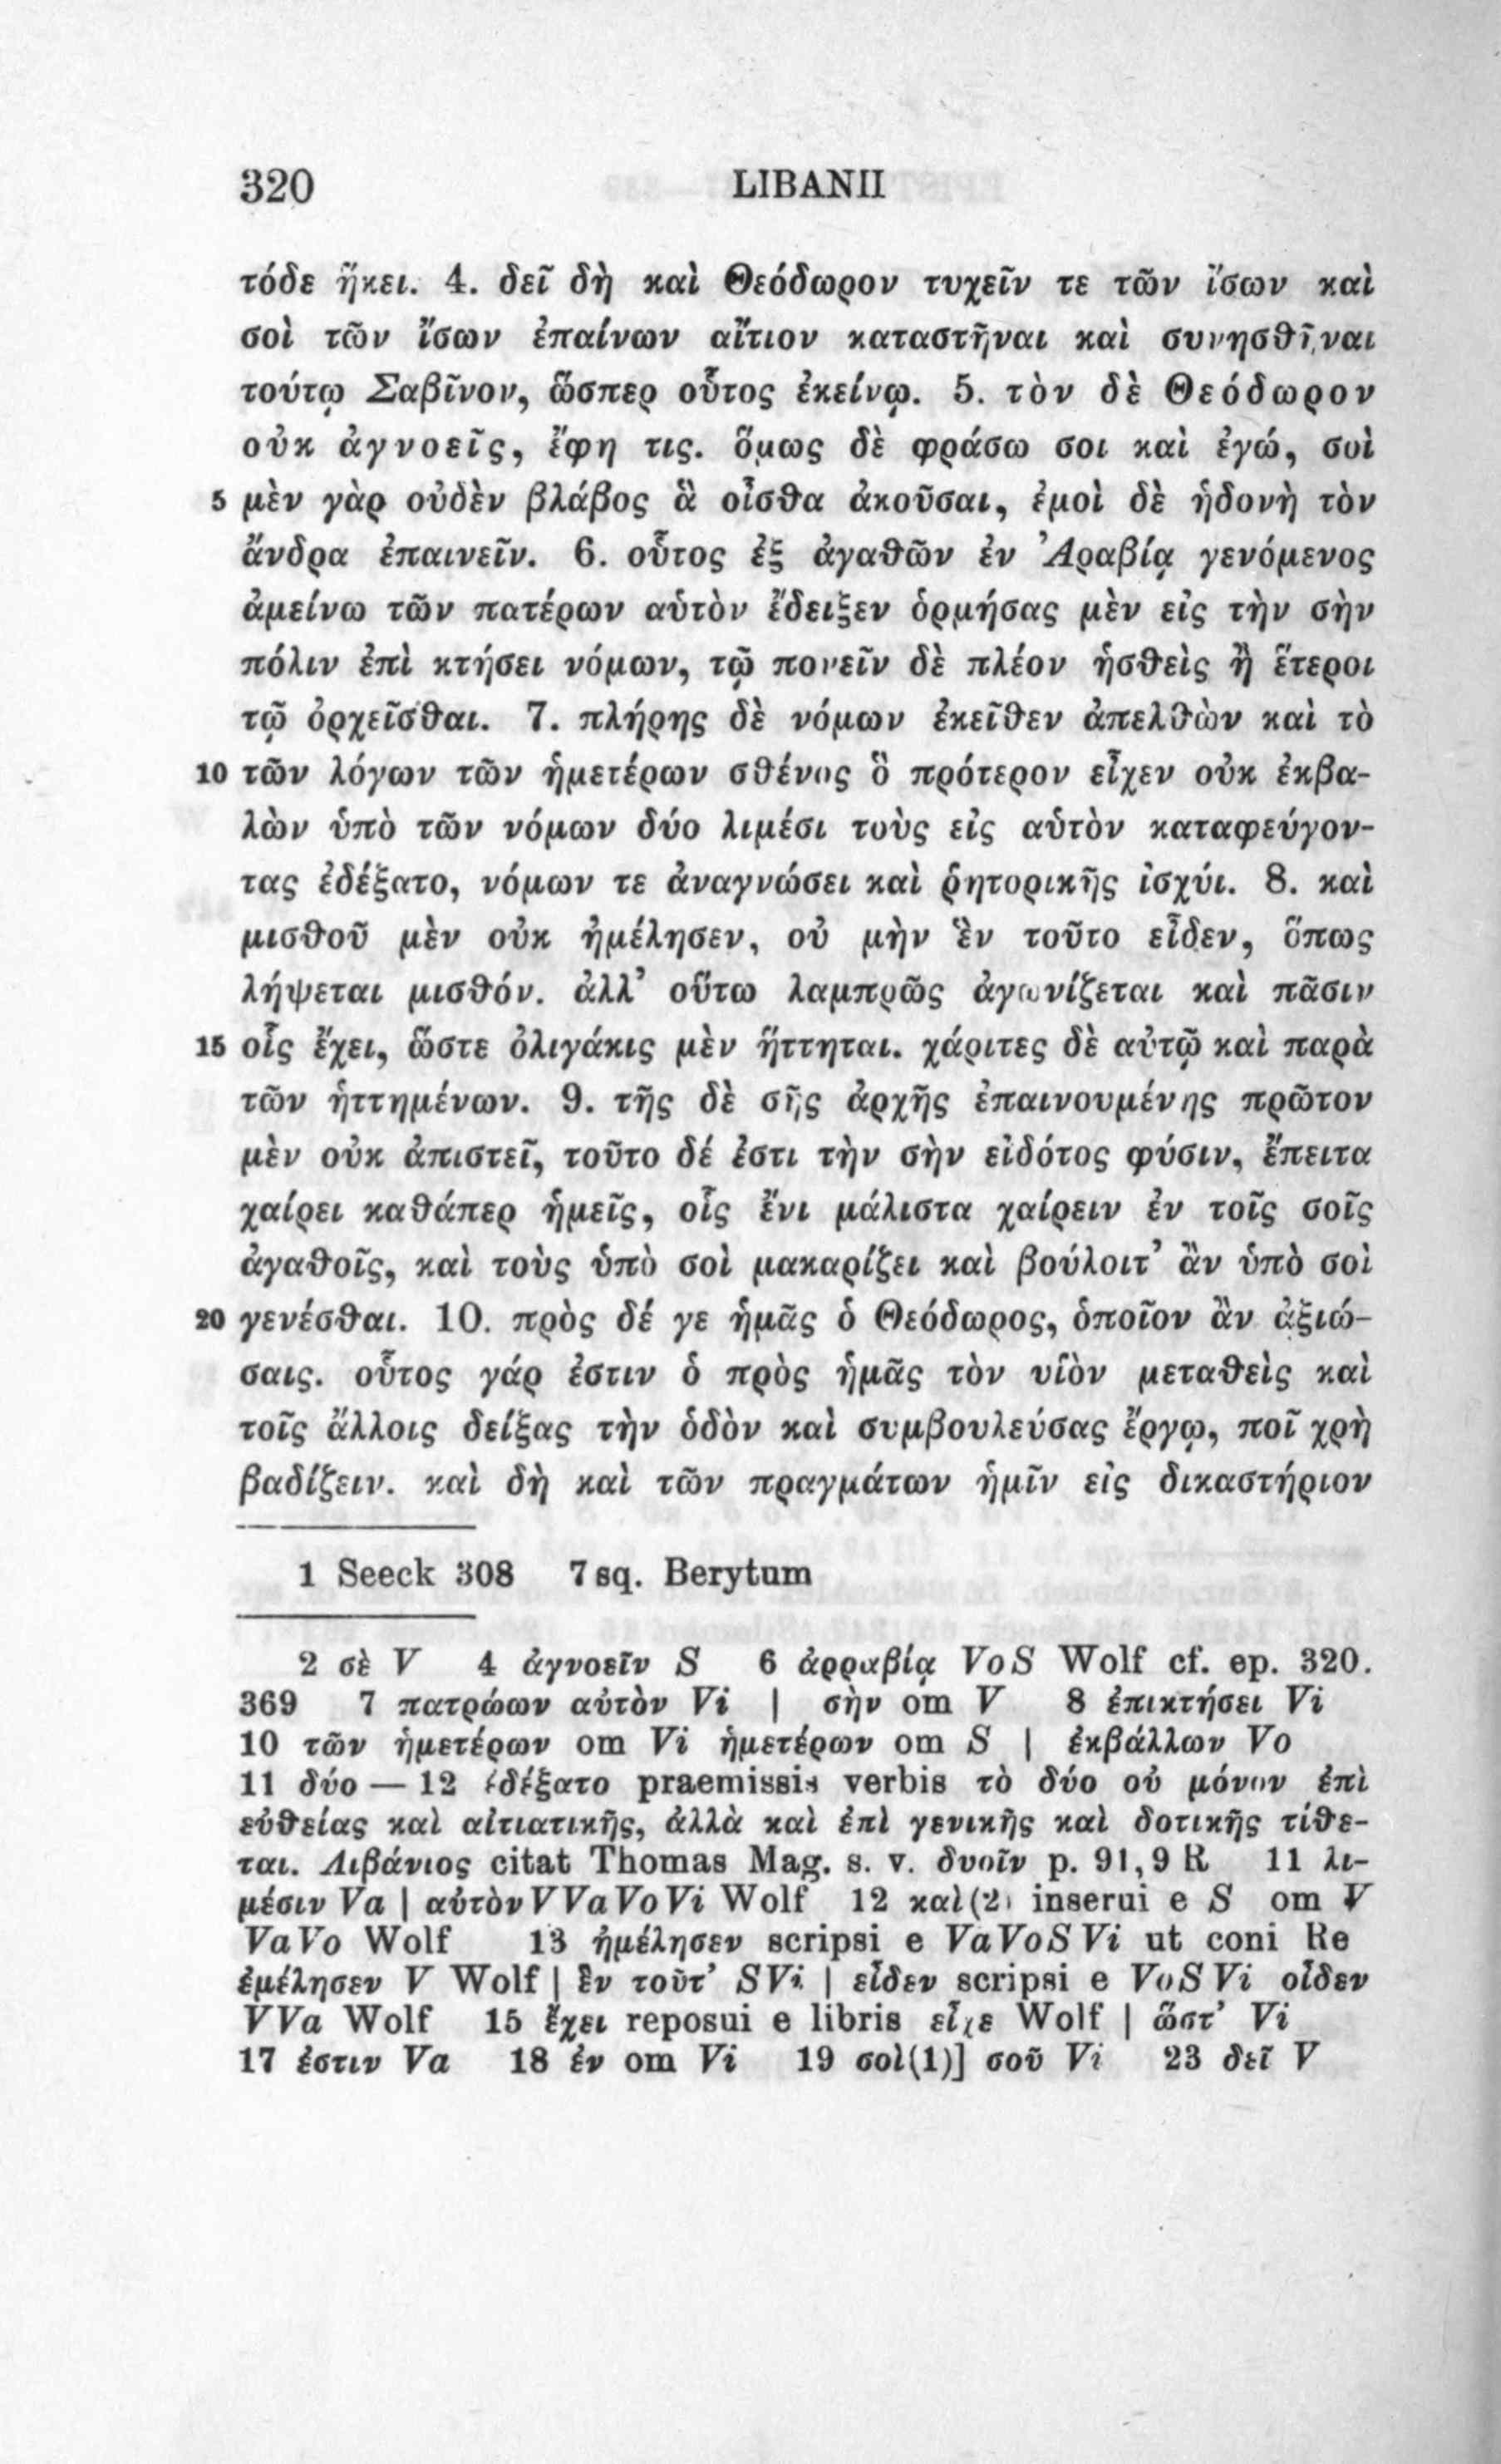 320 LIBANII
τόδε ἥκει. 4. δεῖ δὴ καὶ Θεόδωρον τυχεῖν τε τῶν ἴσων καὶ
σοὶ τῶν ἴσων ἐπαίνων αἴτιον καταστῆναι καὶ συνησθῆναι
τούτῳ Σαβῖνον, ὥσπερ οὗτος ἐκείνῳ. 5. τὸν δὲ Θεόδωρον
οὐκ ἀγνοεῖς, ἔφη τις. ὅμως δὲ φράσω σοι καὶ ἐγώ, σοὶ
5 μὲν γὰρ οὐδὲν βλάβος ἃ οἶσθα ἀκοῦσαι, ἐμοὶ δὲ ἡδονὴ τὸν
ἄνδρα ἐπαινεῖν. 6. οὗτος ἐξ ἀγαθῶν ἐν Ἀραβίᾳ γενόμενος
ἀμείνω τῶν πατέρων αὑτὸν ἔδειξεν ὁρμήσας μὲν εἰς τὴν σὴν
πόλιν ἐπὶ κτήσει νόμων, τῷ πονεῖν δὲ πλέον ἡσθεὶς ἢ ἕτεροι
τῷ ὀρχεῖσθαι. 7. πλήρης δὲ νόμων ἐκεῖθεν ἀπελθὼν καὶ τὸ
10 τῶν λόγων τῶν ἡμετέρων σθένος ὃ πρότερον εἶχεν οὐκ ἐκβα-
λὼν ὑπὸ τῶν νόμων δύο λιμέσι τοὺς εἰς αὑτὸν καταφεύγον-
τας ἐδέξατο, νόμων τε ἀναγνώσει καὶ ῥητορικῆς ἰσχύι. 8. καὶ
μισθοῦ μὲν οὐκ ἠμέλησεν, οὐ μὴν ἓν τοῦτο εἶδεν, ὅπως
λήψεται μισθόν. ἀλλ’ οὕτω λαμπρῶς ἀγωνίζεται καὶ πᾶσιν
15 οἷς ἔχει, ὥστε ὀλιγάκις μὲν ἥττηται. χάριτες δὲ αὐτῷ καὶ παρὰ
τῶν ἡττημένων. 9. τῆς δὲ σῆς ἀρχῆς ἐπαινουμένης πρῶτον
μὲν οὐκ ἀπιστεῖ, τοῦτο δέ ἐστι τὴν σὴν εἰδότος φύσιν, ἔπειτα
χαίρει καθάπερ ἡμεῖς, οἷς ἔνι μάλιστα χαίρειν ἐν τοῖς σοῖς
ἀγαθοῖς, καὶ τοὺς ὑπὸ σοὶ μακαρίζει καὶ βούλοιτ’ ἂν ὑπὸ σοὶ
20 γενέσθαι. 10. πρὸς δέ γε ἡμᾶς ὁ Θεόδωρος, ὁποῖον ἂν ἀξιώ-
σαις. οὗτος γάρ ἐστιν ὁ πρὸς ἡμᾶς τὸν υἱὸν μεταθεὶς καὶ
τοῖς ἄλλοις δείξας τὴν ὁδὸν καὶ συμβουλεύσας ἔργῳ, ποῖ χρὴ
βαδίζειν. καὶ δὴ καὶ τῶν πραγμάτων ἡμῖν εἰς δικαστήριον
1 Seeck 308 7 sq. Berytum
2 σὲ V 4 ἀγνοεῖν S 6 ἀρραβίᾳ VoS Wolf cf. ep. 320.
369 7 πατρώων αὐτὸν Vi | σὴν om V 8 ἐπικτήσει Vi
10 τῶν ἡμετέρων om Vi ἡμετέρων om S | ἐκβάλλων Vo
11 δύο — 12 ἐδέξατο praemissis verbis τὸ δύο οὐ μόνον ἐπὶ
εὐθείας καὶ αἰτιατικῆς, ἀλλὰ καὶ ἐπὶ γενικῆς καὶ δοτικῆς τίθε-
ται. Λιβάνιος citat Thomas Mag. s. v. δυοῖν p. 91,9 R 11 λι-
μέσιν Va | αὐτὸν V Va Vo Vi Wolf 12 καὶ (2) inserui e S om V
Va Vo Wolf 13 ἠμέλησεν scripsi e Va Vo S Vi ut coni Re
ἐμέλησεν V Wolf | ἓν τοῦτ’ S Vi | εἶδεν scripsi e Vo S Vi οἶδεν
V Va Wolf 15 ἔχει reposui e libris εἶχε Wolf | ὥστ’ Vi
17 ἐστιν Va 18 ἐν om Vi 19 σοὶ (1)] σοῦ Vi 23 δεῖ V